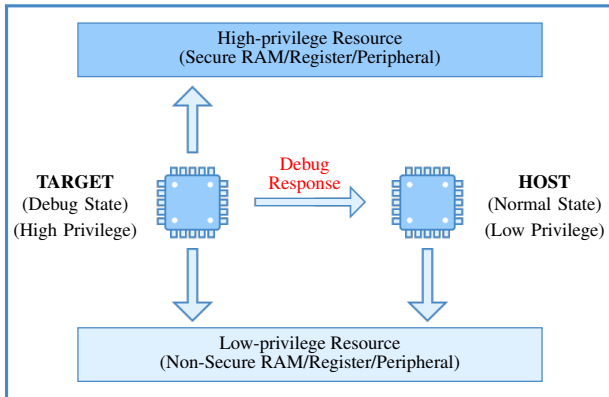 High-privilege Resource
(Secure RAM/Register/Peripheral)
TARGET
(Debug State)
(High Privilege)
Debug
Response
HOST
(Normal State)
(Low Privilege)
Low-privilege Resource
(Non-Secure RAM/Register/Peripheral)